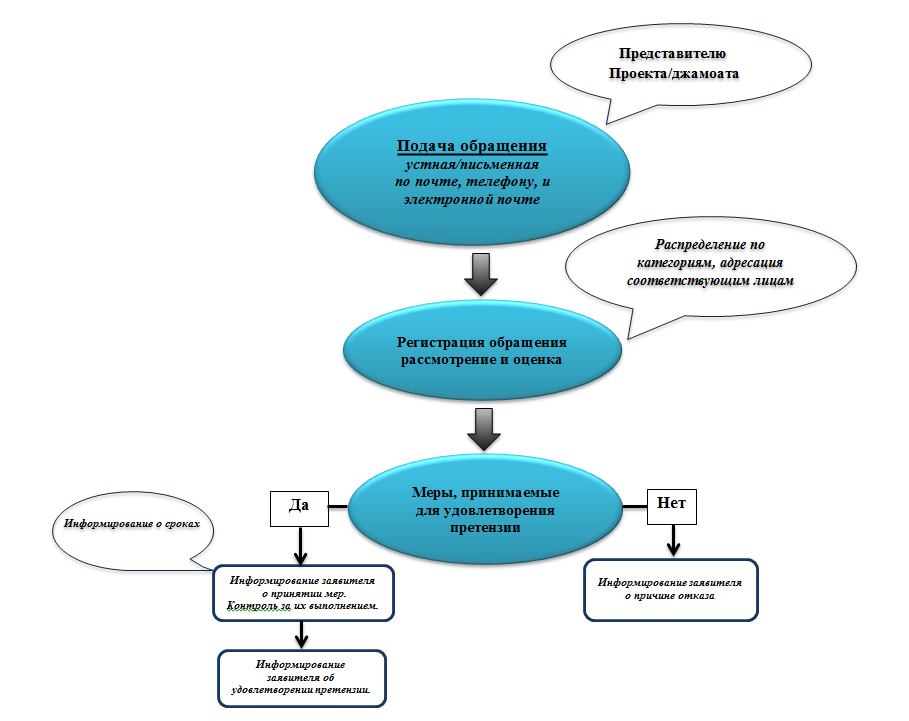 Представителю
Проекта/джамоата
Подача обращения
устная/письменная
по почте, телефону, и
электронной почте
Распределение по
категориям, адресация
соответствующим лицам
Регистрация обращения
рассмотрение и оценка
Меры, принимаемые
для удовлетворения
претензии
Да
Нет
Информирование о сроках
Информирование заявителя
о принятии мер.
Контроль за их выполнением.
Информирование заявителя
о причине отказа
Информирование
заявителя об
удовлетворении претензии.